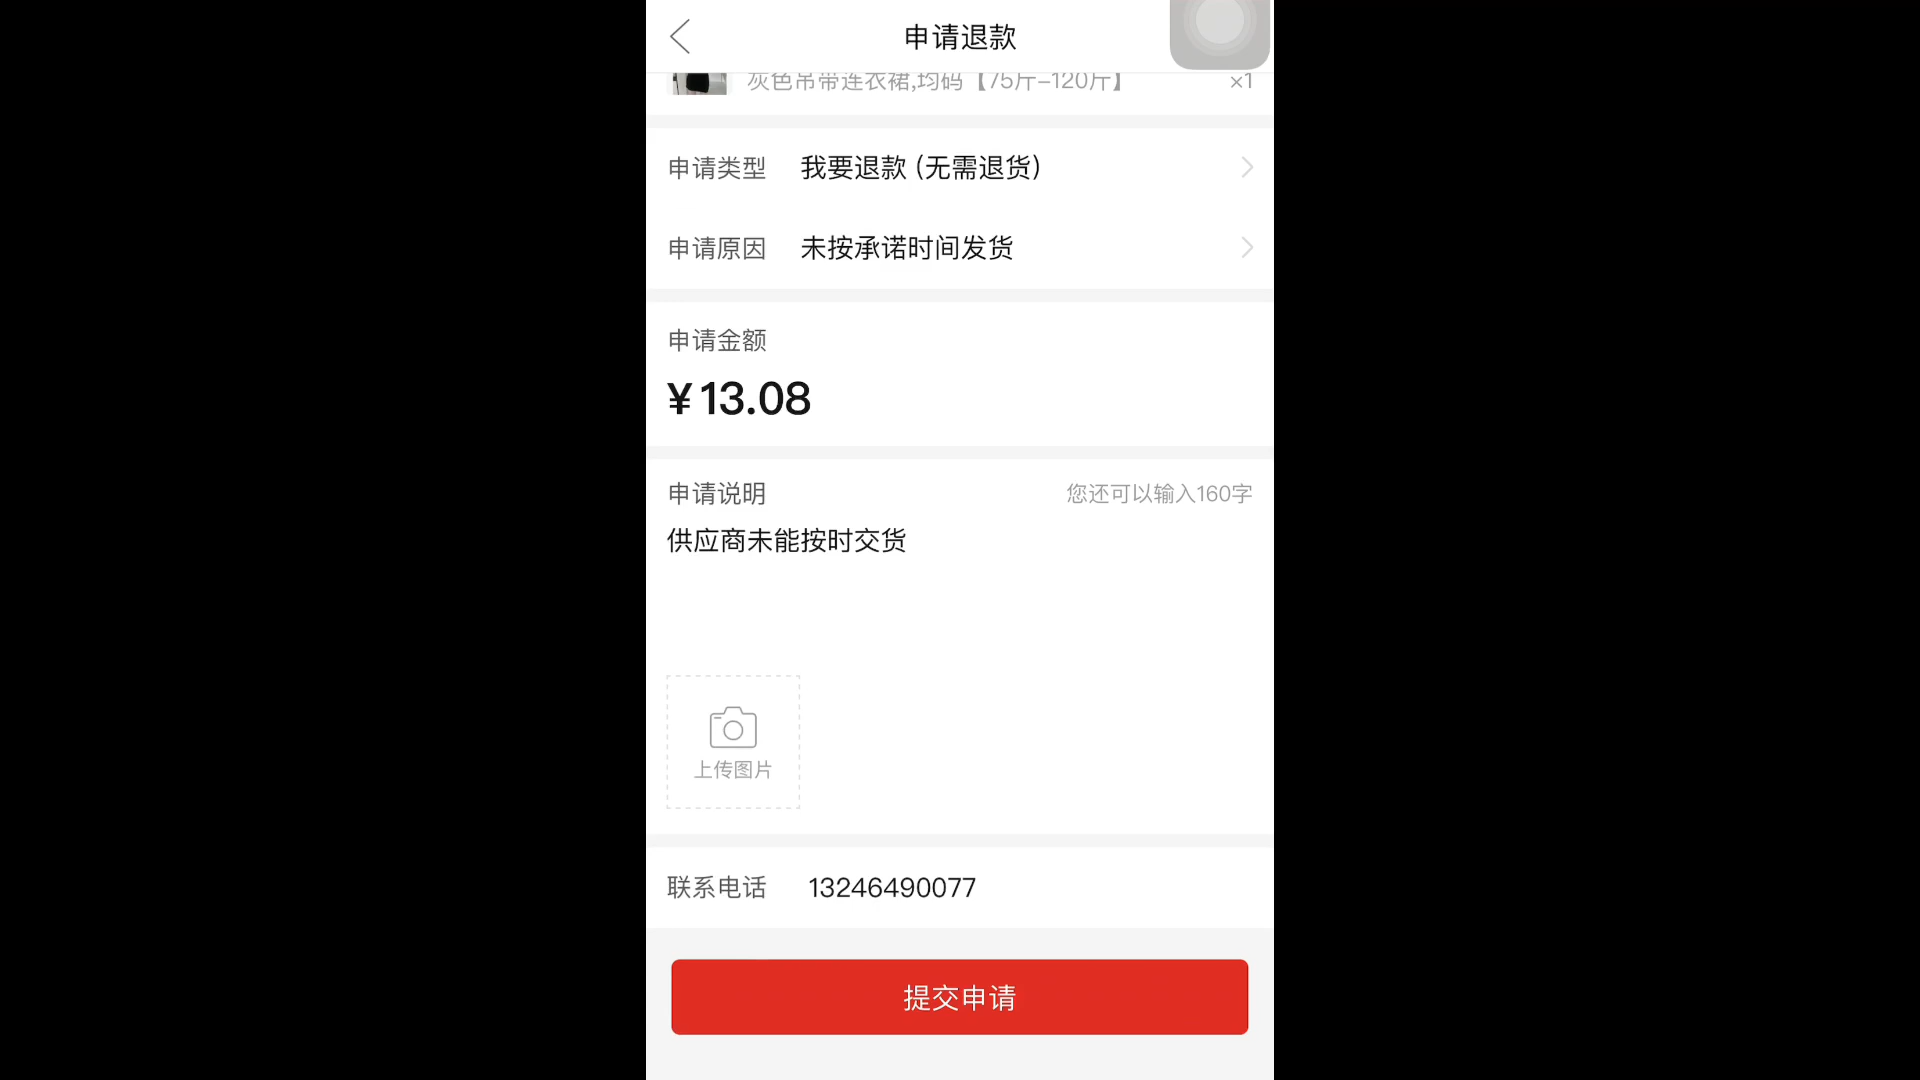 申请退款
灰色吊带连衣裙,均码【75斤-120斤】 ×1
申请类型 我要退款 (无需退货)
申请原因 未按承诺时间发货
申请金额
¥13.08
申请说明 您还可以输入160字
供应商未能按时交货
上传图片
联系电话 13246490077
提交申请